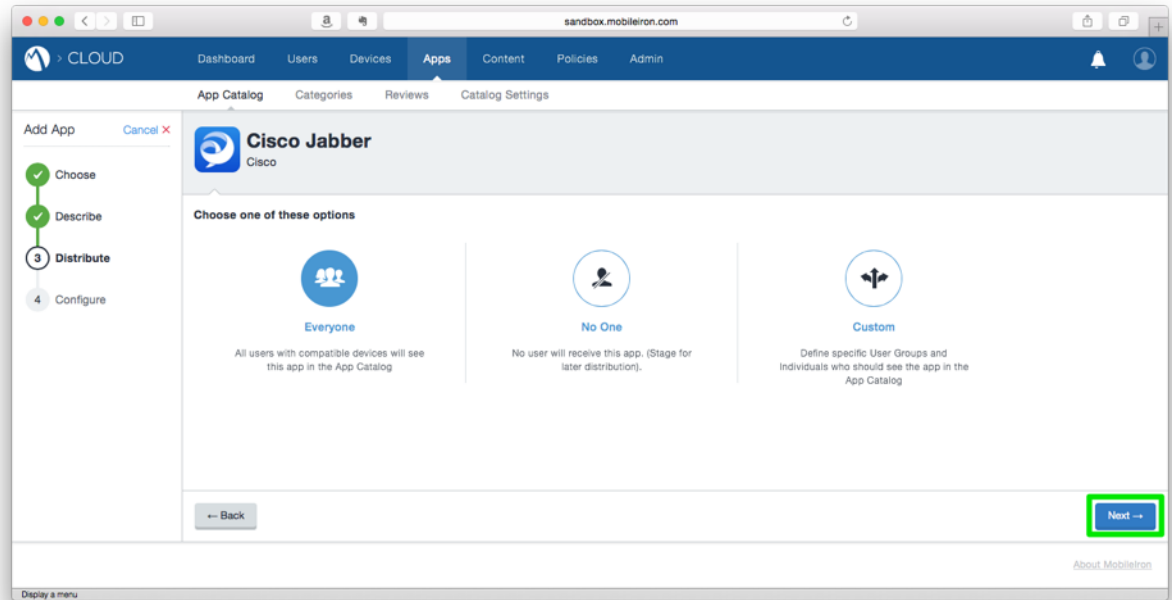 sandbox.mobileiron.com
> CLOUD
Dashboard Users Devices Apps Content Policies Admin
App Catalog Categories Reviews Catalog Settings
Add App Cancel ✕
Choose
Describe
3 Distribute
4 Configure
Cisco Jabber
Cisco
Choose one of these options
Everyone
All users with compatible devices will see
this app in the App Catalog
No One
No user will receive this app. (Stage for
later distribution).
Custom
Define specific User Groups and
Individuals who should see the app in the
App Catalog
← Back
Next →
About MobileIron
Display a menu